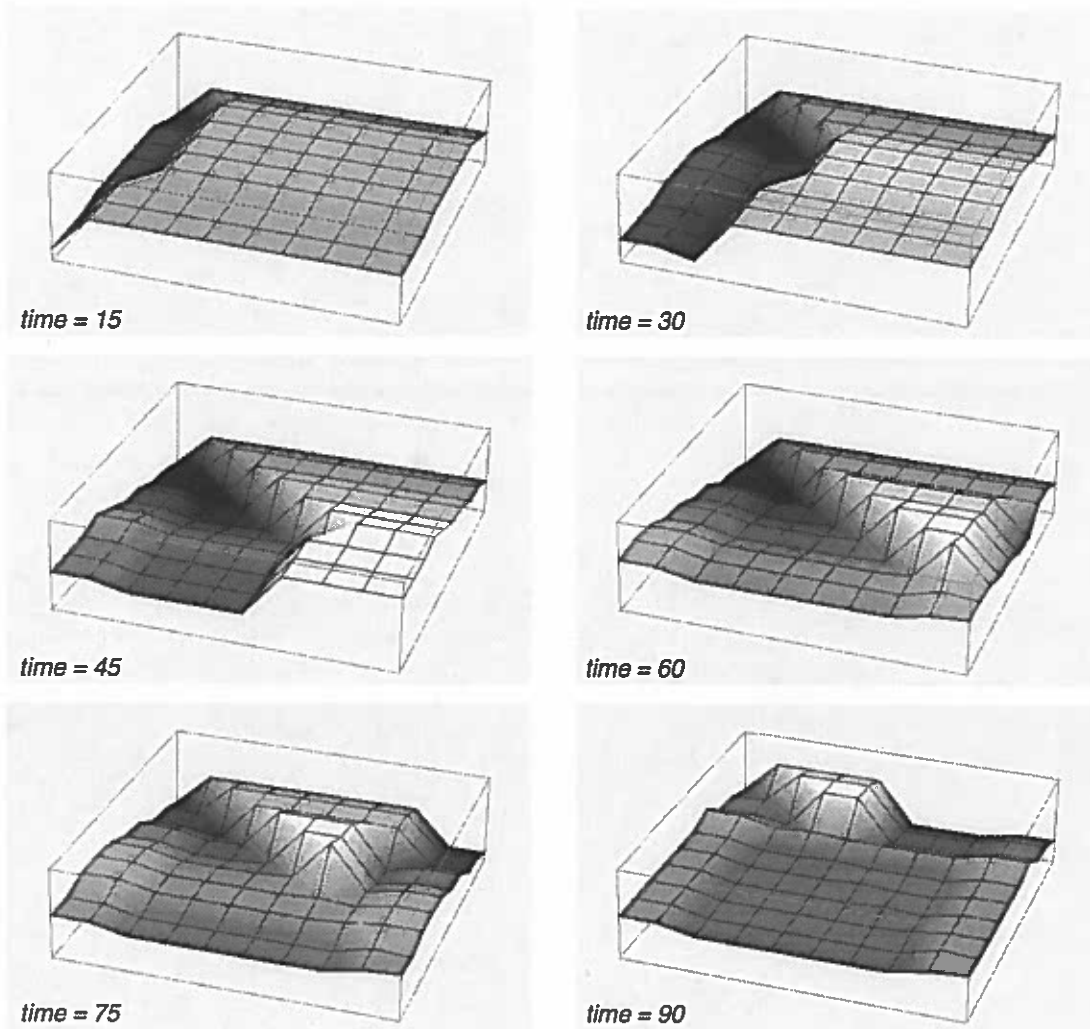 time = 15
time = 30
time = 45
time = 60
time = 75
time = 90